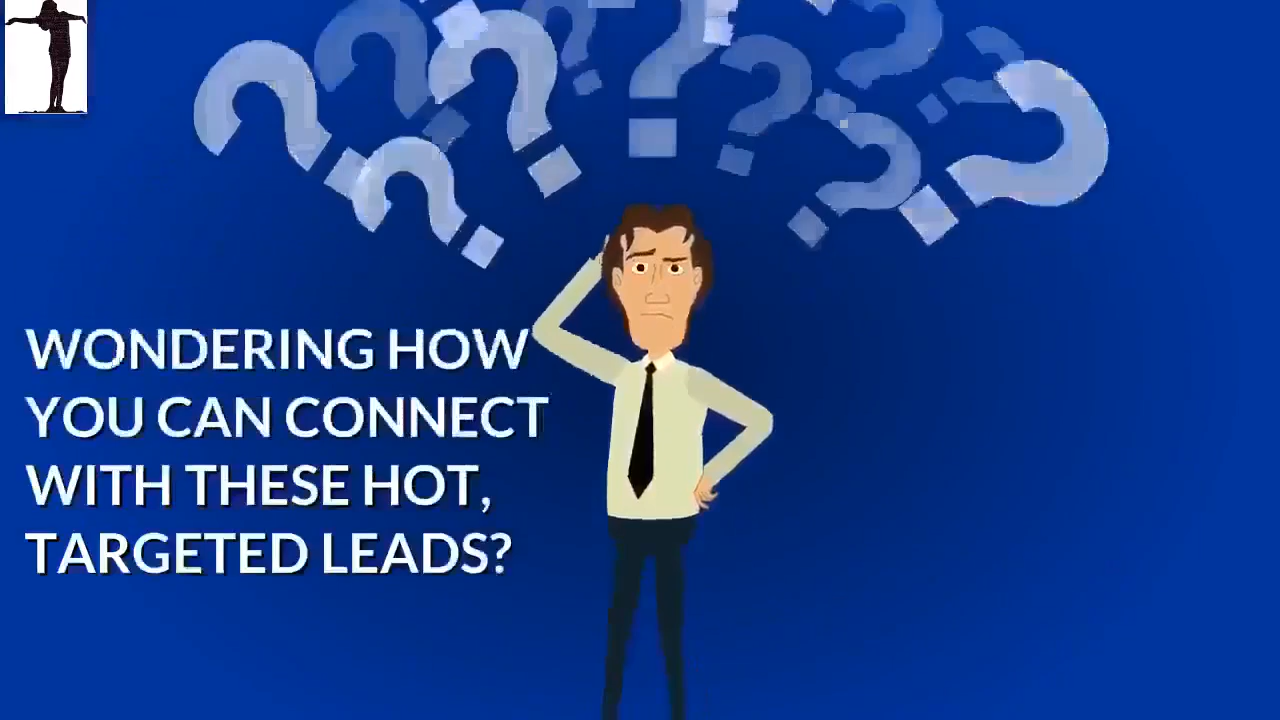 WONDERING HOW
YOU CAN CONNECT
WITH THESE HOT,
TARGETED LEADS?